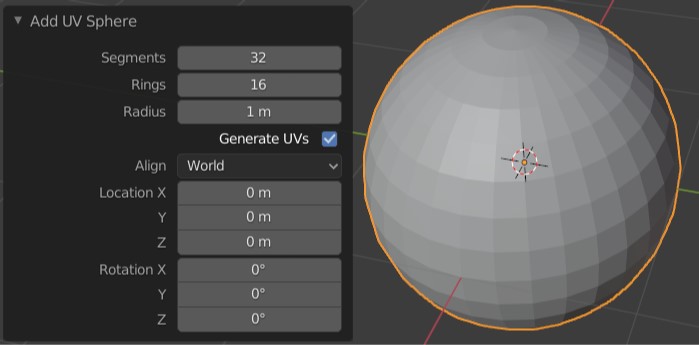 Add UV Sphere
Segments 32
Rings 16
Radius 1 m
Generate UVs
Align World
Location X 0 m
Y 0 m
Z 0 m
Rotation X 0°
Y 0°
Z 0°